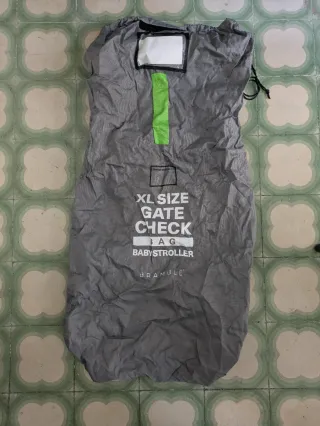 XL SIZE
GATE
CHECK
BAG
BABYSTROLLER